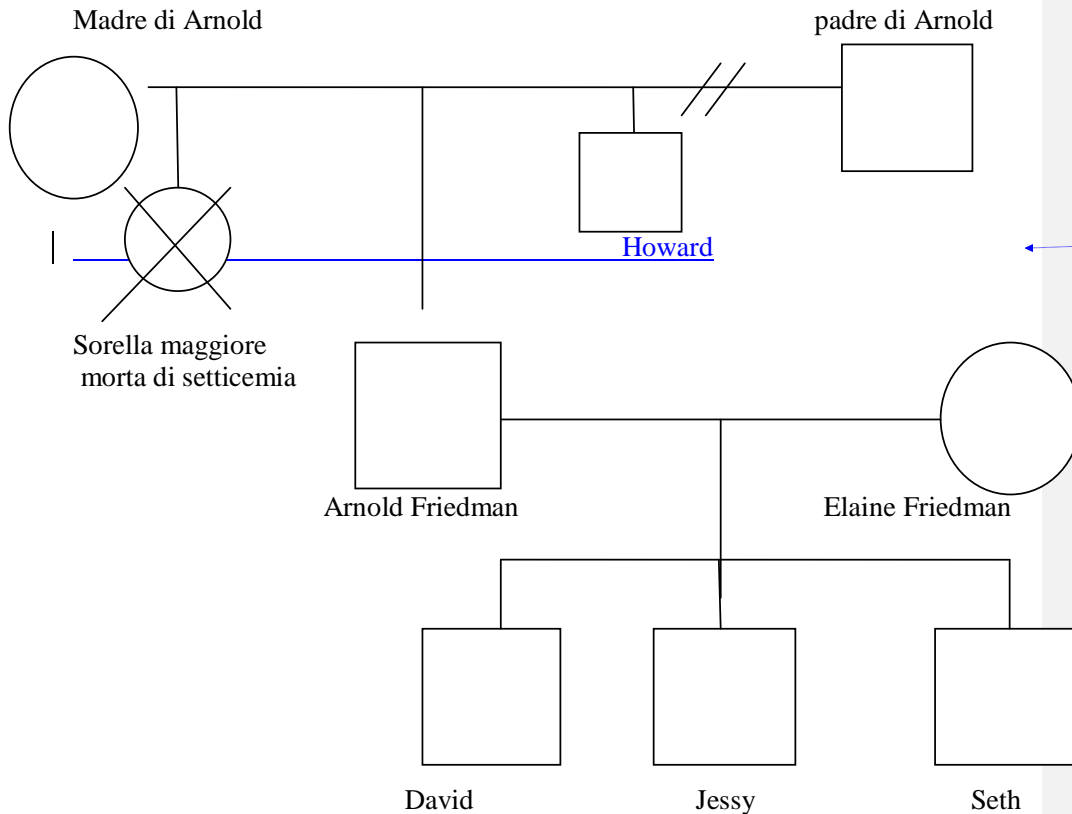 Madre di Arnold
padre di Arnold
Howard
Sorella maggiore
morta di setticemia
Arnold Friedman
Elaine Friedman
David
Jessy
Seth